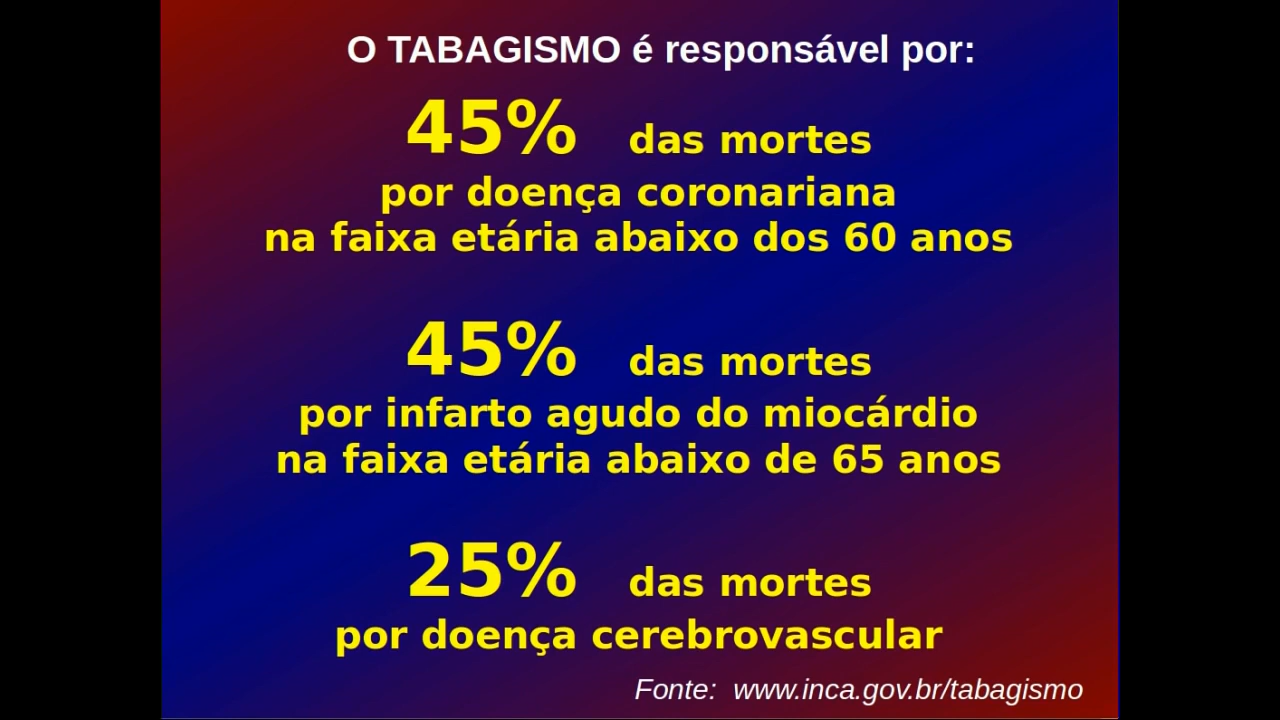 O TABAGISMO é responsável por:
45% das mortes
por doença coronariana
na faixa etária abaixo dos 60 anos
45% das mortes
por infarto agudo do miocárdio
na faixa etária abaixo de 65 anos
25% das mortes
por doença cerebrovascular
Fonte: www.inca.gov.br/tabagismo